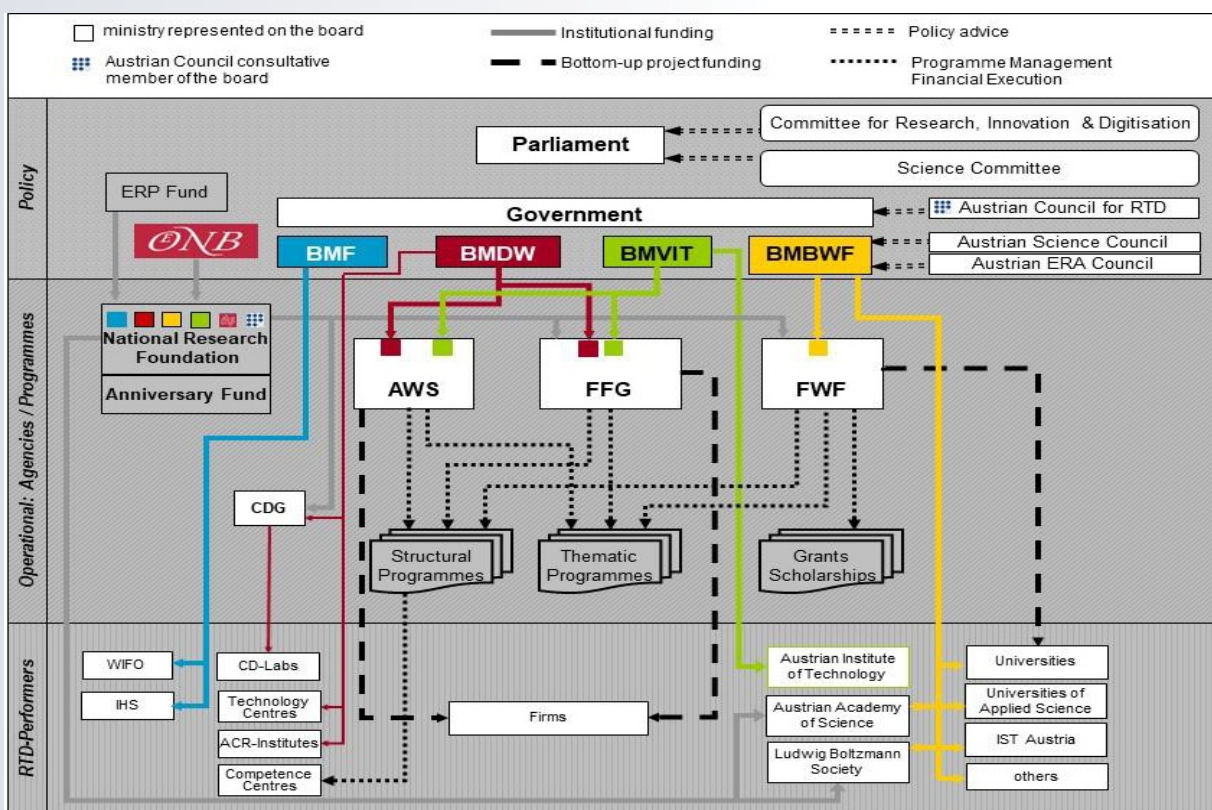 ministry represented on the board
Austrian Council consultative
member of the board
Institutional funding
Bottom-up project funding
Policy advice
Programme Management
Financial Execution
Policy
Parliament
Committee for Research, Innovation & Digitisation
Science Committee
ERP Fund
ŒNB
Government
Austrian Council for RTD
Austrian Science Council
Austrian ERA Council
BMF
BMDW
BMVIT
BMBWF
Operational: Agencies / Programmes
National Research
Foundation
Anniversary Fund
AWS
FFG
FWF
CDG
Structural
Programmes
Thematic
Programmes
Grants
Scholarships
RTD-Performers
WIFO
IHS
CD-Labs
Technology
Centres
ACR-Institutes
Competence
Centres
Firms
Austrian Institute
of Technology
Austrian Academy
of Science
Ludwig Boltzmann
Society
Universities
Universities of
Applied Science
IST Austria
others